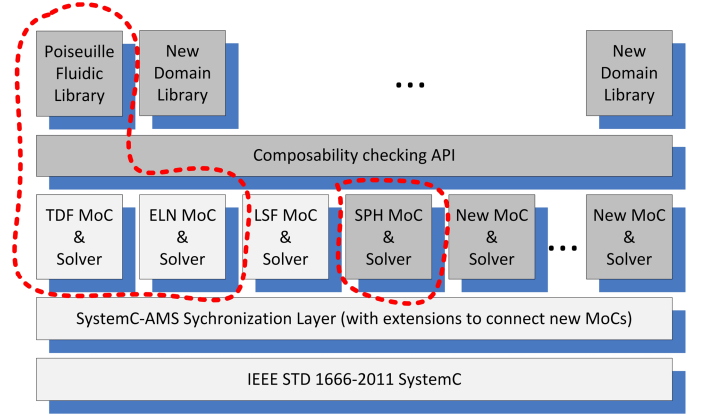 Poiseuille
Fluidic
Library
New
Domain
Library
...
New
Domain
Library
Composability checking API
TDF MoC
&
Solver
ELN MoC
&
Solver
LSF MoC
&
Solver
SPH MoC
&
Solver
New MoC
&
Solver
...
New MoC
&
Solver
SystemC-AMS Sychronization Layer (with extensions to connect new MoCs)
IEEE STD 1666-2011 SystemC